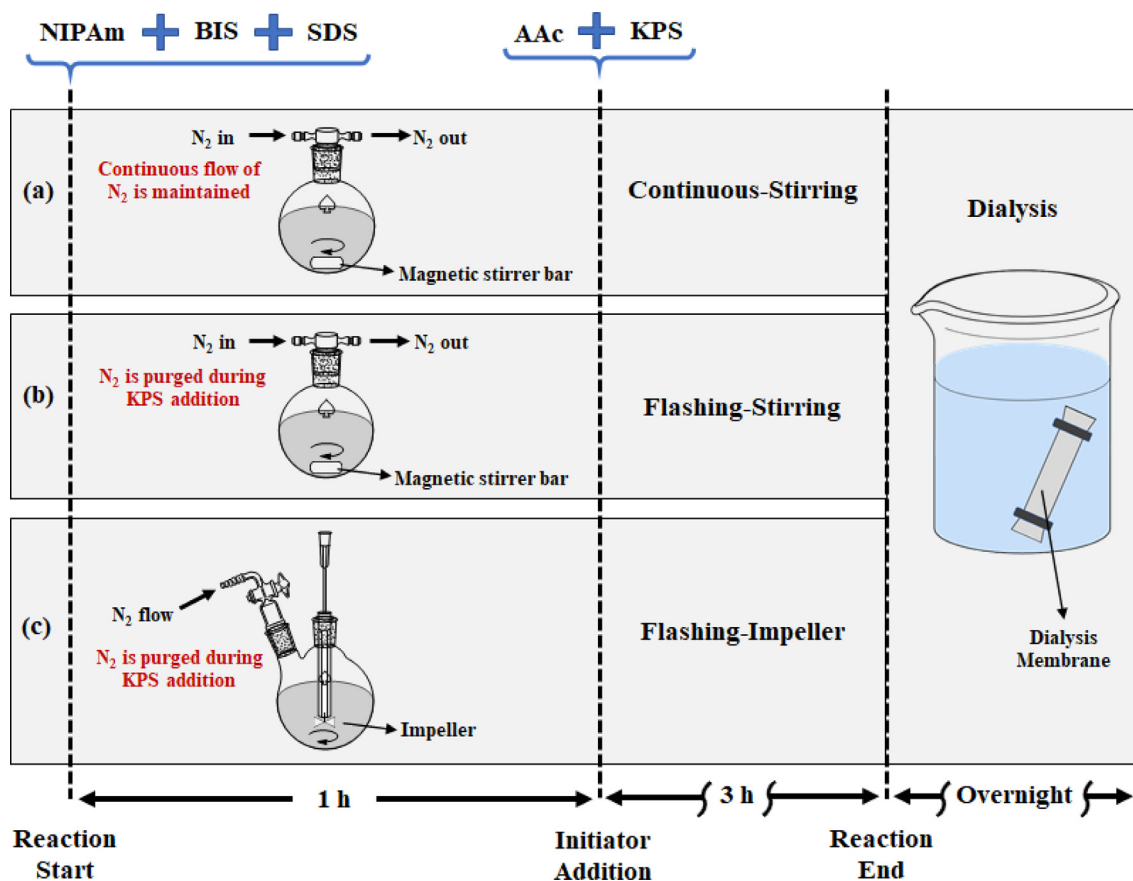 NIPAm + BIS + SDS
AAc + KPS
(a)
N₂ in
N₂ out
Continuous flow of
N₂ is maintained
Magnetic stirrer bar
Continuous-Stirring
(b)
N₂ in
N₂ out
N₂ is purged during
KPS addition
Magnetic stirrer bar
Flashing-Stirring
(c)
N₂ flow
N₂ is purged during
KPS addition
Impeller
Flashing-Impeller
Dialysis
Dialysis
Membrane
1 h
3 h
Overnight
Reaction
Start
Initiator
Addition
Reaction
End